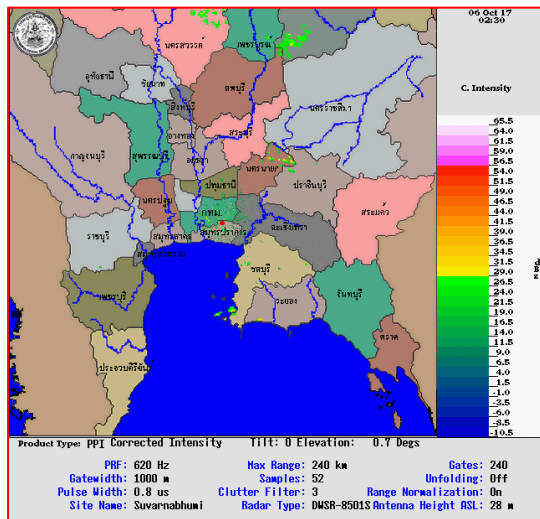 06 Oct 17
02:30
C. Intensity
65.5
64.0
61.5
59.0
56.5
54.0
51.5
49.0
46.5
44.0
41.5
39.0
36.5
34.0
31.5
29.0
26.5
24.0
21.5
19.0
16.5
14.0
11.5
9.0
6.5
4.0
1.5
-1.0
-3.5
-6.0
-8.5
-10.5
นครสวรรค์
เพชรบูรณ์
อุทัยธานี
ชัยนาท
ลพบุรี
สิงห์บุรี
นครราชสีมา
อ่างทอง
สระบุรี
กาญจนบุรี
สุพรรณบุรี
อยุธยา
นครนายก
ปราจีนบุรี
ปทุมธานี
นครปฐม
กทม.
สระแก้ว
ราชบุรี
สมุทรสาคร
สมุทรปราการ
ฉะเชิงเทรา
ชลบุรี
เพชรบุรี
ระยอง
จันทบุรี
ตราด
ประจวบคีรีขันธ์
Product Type: PPI Corrected Intensity Tilt: 0 Elevation: 0.7 Degs
PRF: 620 Hz Max Range: 240 km Gates: 240
Gatewidth: 1000 m Samples: 52 Unfolding: Off
Pulse Width: 0.8 us Clutter Filter: 3 Range Normalization: On
Site Name: Suvarnabhumi Radar Type: DWSR-8501S Antenna Height ASL: 28 m